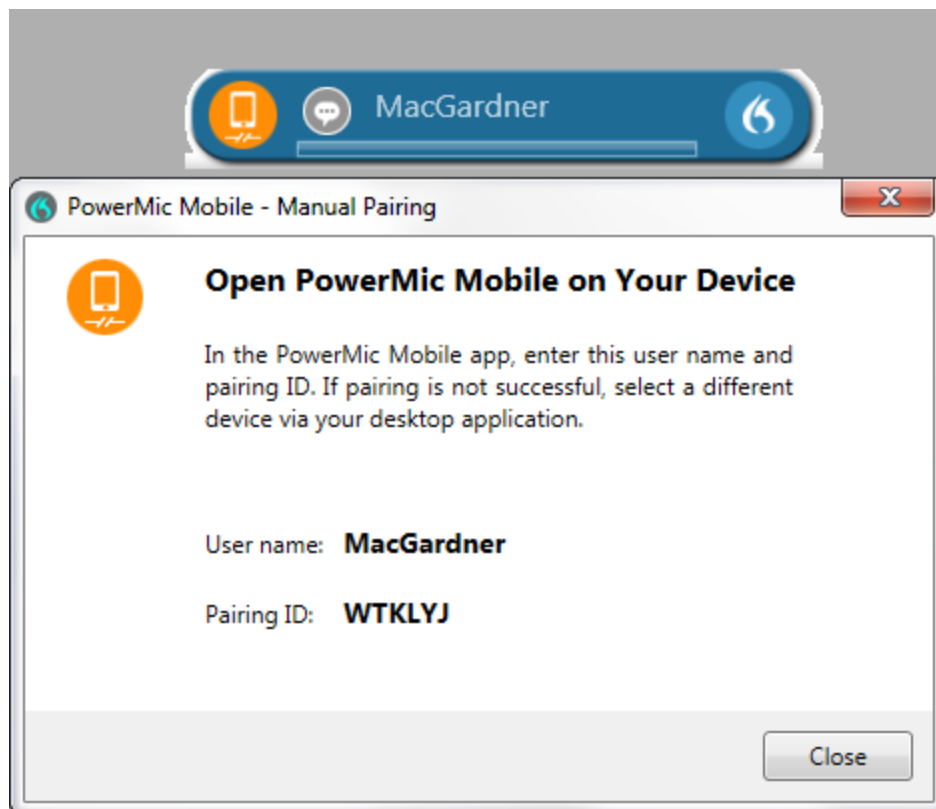 MacGardner
PowerMic Mobile - Manual Pairing
Open PowerMic Mobile on Your Device
In the PowerMic Mobile app, enter this user name and
pairing ID. If pairing is not successful, select a different
device via your desktop application.
User name: MacGardner
Pairing ID: WTKLYJ
Close